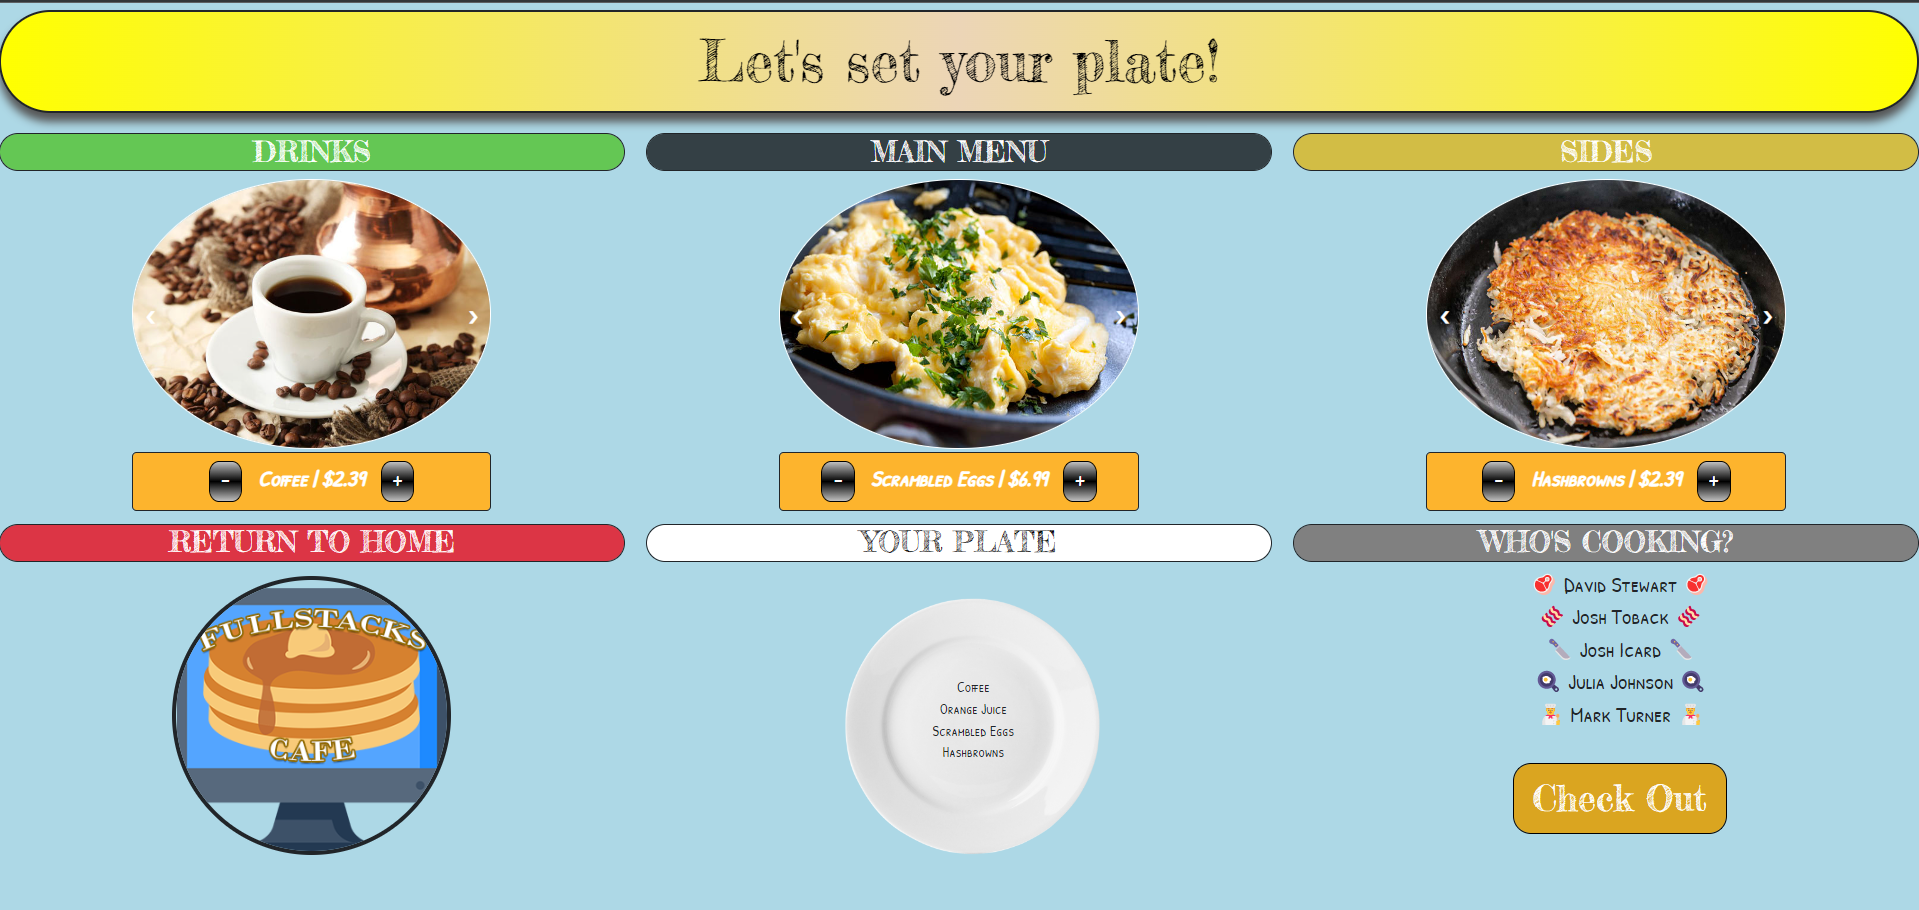 Let's set your plate!
DRINKS
MAIN MENU
SIDES
‹ ›
‹ ›
‹ ›
- Coffee | $2.39 +
- Scrambled Eggs | $6.99 +
- Hashbrowns | $2.39 +
RETURN TO HOME
YOUR PLATE
WHO'S COOKING?
FULLSTACKS
CAFE
Coffee
Orange Juice
Scrambled Eggs
Hashbrowns
David Stewart
Josh Toback
Josh Icard
Julia Johnson
Mark Turner
Check Out